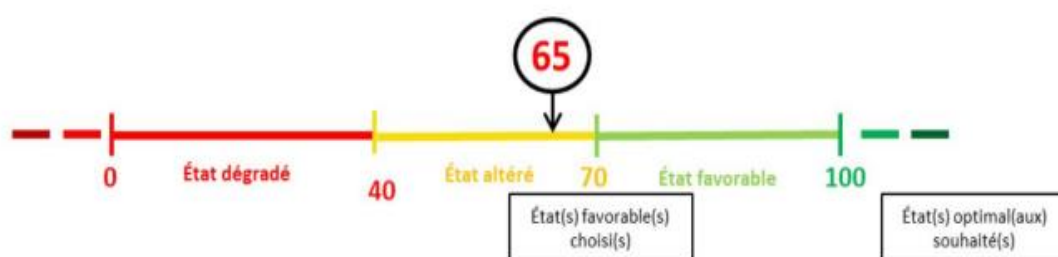 65
0
État dégradé
40
État altéré
70
État favorable
100
État(s) favorable(s)
choisi(s)
État(s) optimal(aux)
souhaité(s)